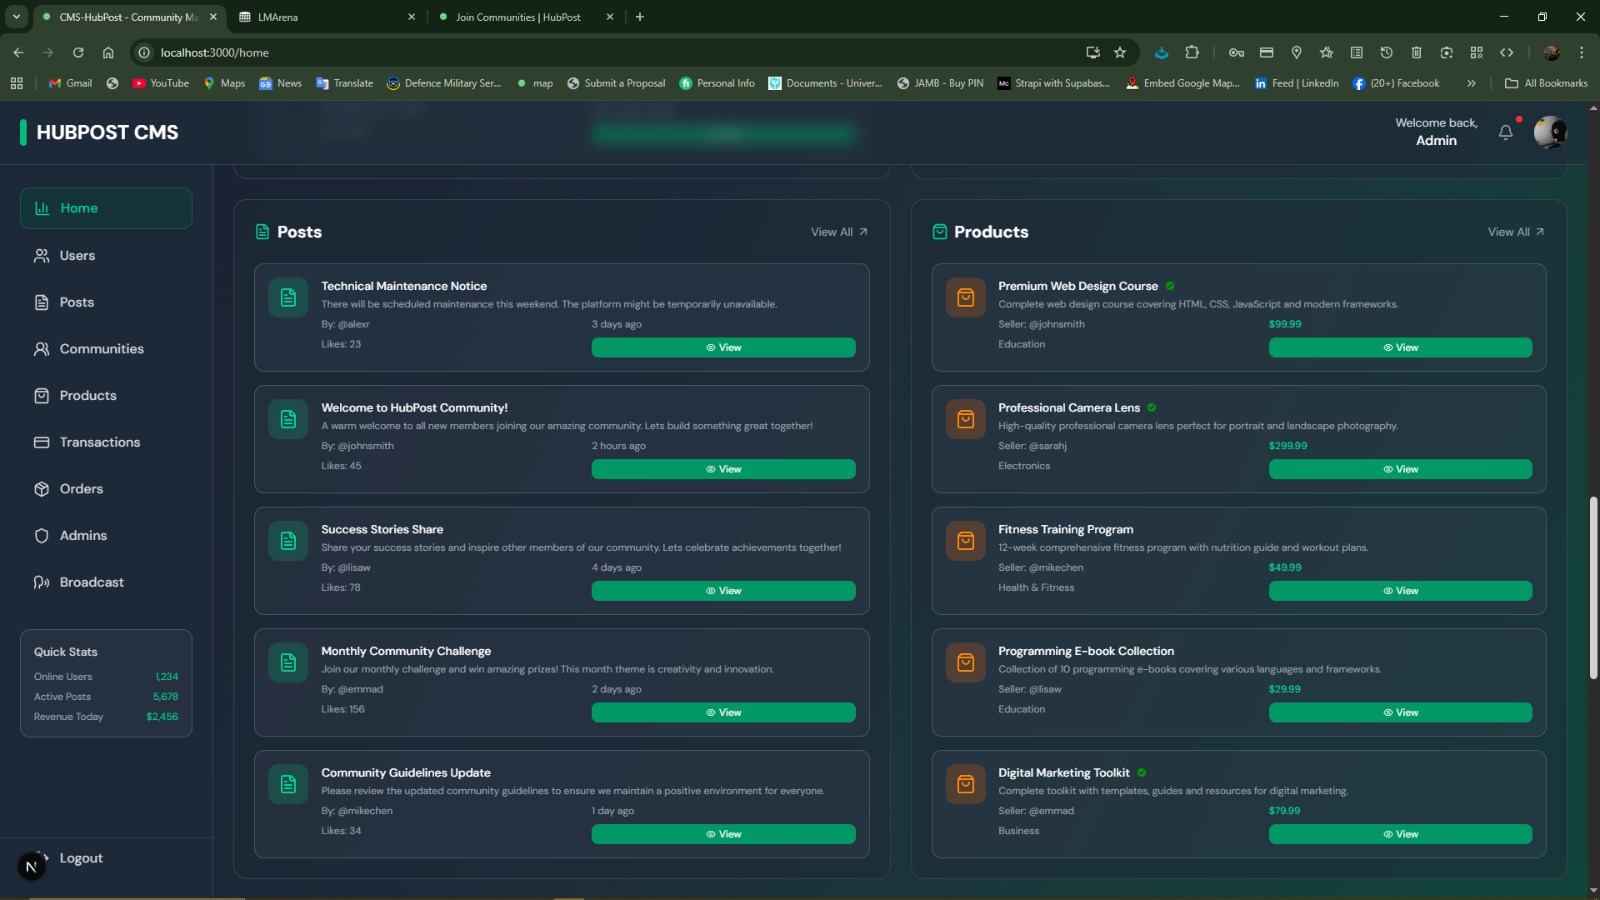 CMS-HubPost - Community Ma
LMArena
Join Communities | HubPost
localhost:3000/home
Gmail
YouTube
Maps
News
Translate
Defence Military Ser...
map
Submit a Proposal
Personal Info
Documents - Univer...
JAMB - Buy PIN
Strapi with Supabas...
Embed Google Map...
Feed | LinkedIn
(20+) Facebook
All Bookmarks
HUBPOST CMS
Welcome back,
Admin
Home
Users
Posts
Communities
Products
Transactions
Orders
Admins
Broadcast
Quick Stats
Online Users 1,234
Active Posts 5,678
Revenue Today $2,456
Logout
N
Posts
View All
Technical Maintenance Notice
There will be scheduled maintenance this weekend. The platform might be temporarily unavailable.
By: @alexr 3 days ago
Likes: 23 View
Welcome to HubPost Community!
A warm welcome to all new members joining our amazing community. Lets build something great together!
By: @johnsmith 2 hours ago
Likes: 45 View
Success Stories Share
Share your success stories and inspire other members of our community. Lets celebrate achievements together!
By: @lisaw 4 days ago
Likes: 78 View
Monthly Community Challenge
Join our monthly challenge and win amazing prizes! This month theme is creativity and innovation.
By: @emmad 2 days ago
Likes: 156 View
Community Guidelines Update
Please review the updated community guidelines to ensure we maintain a positive environment for everyone.
By: @mikechen 1 day ago
Likes: 34 View
Products
View All
Premium Web Design Course
Complete web design course covering HTML, CSS, JavaScript and modern frameworks.
Seller: @johnsmith $99.99
Education View
Professional Camera Lens
High-quality professional camera lens perfect for portrait and landscape photography.
Seller: @sarahj $299.99
Electronics View
Fitness Training Program
12-week comprehensive fitness program with nutrition guide and workout plans.
Seller: @mikechen $49.99
Health & Fitness View
Programming E-book Collection
Collection of 10 programming e-books covering various languages and frameworks.
Seller: @lisaw $29.99
Education View
Digital Marketing Toolkit
Complete toolkit with templates, guides and resources for digital marketing.
Seller: @emmad $79.99
Business View